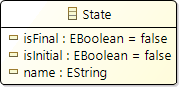 State
isFinal : EBoolean = false
isInitial : EBoolean = false
name : EString